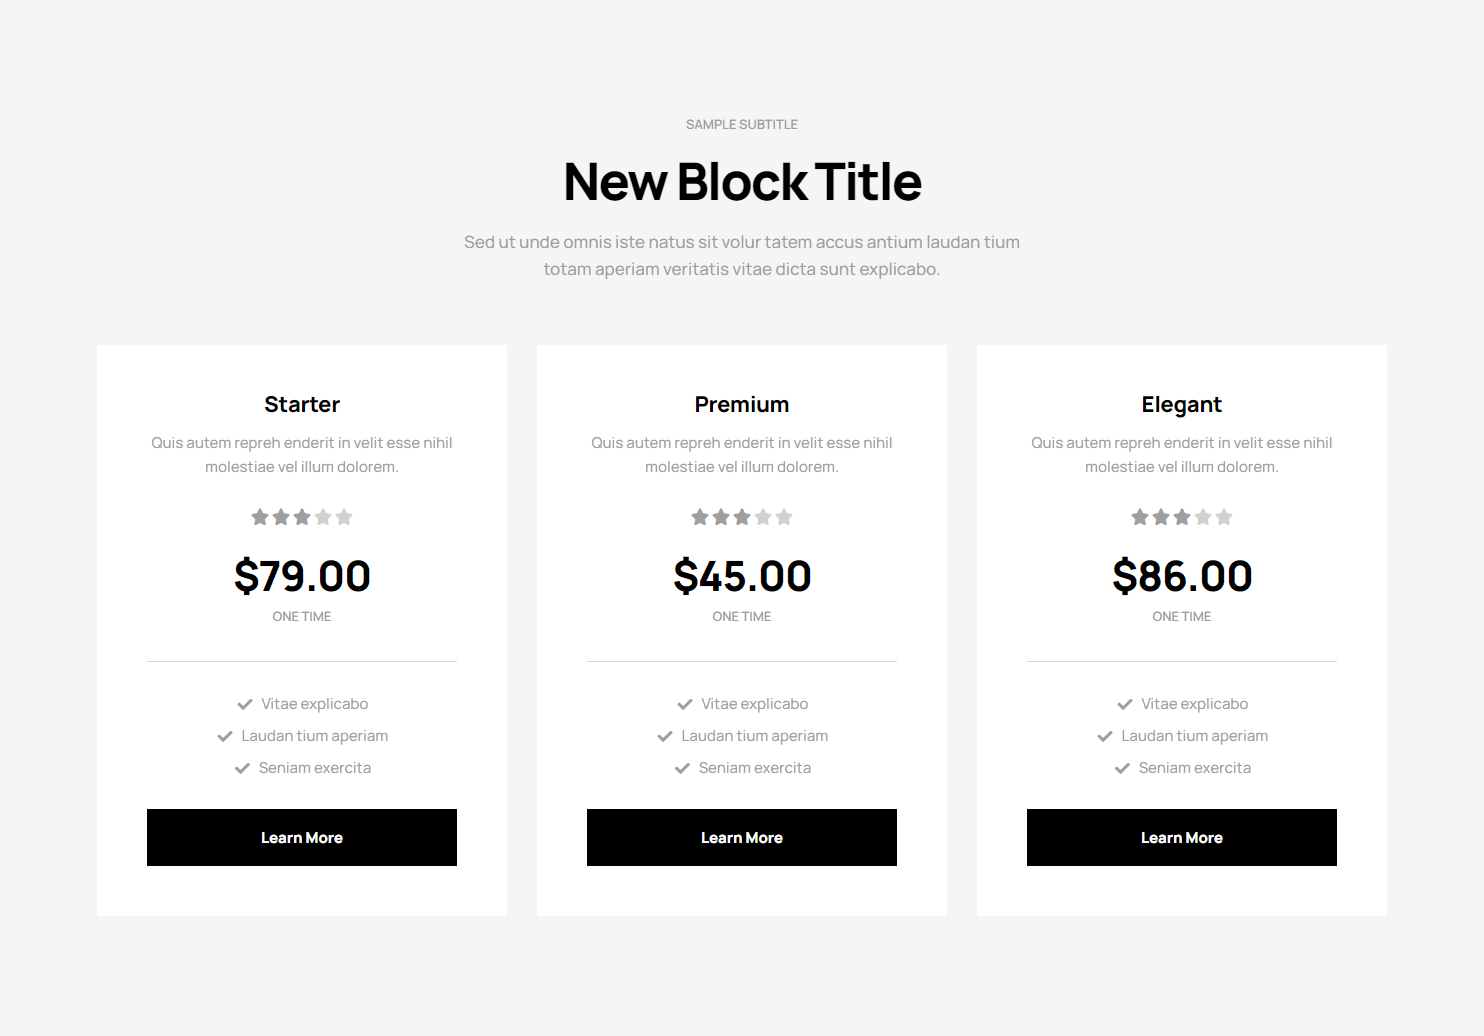 SAMPLE SUBTITLE
New Block Title
Sed ut unde omnis iste natus sit volur tatem accus antium laudan tium
totam aperiam veritatis vitae dicta sunt explicabo.
Starter
Quis autem repreh enderit in velit esse nihil
molestiae vel illum dolorem.
$79.00
ONE TIME
Vitae explicabo
Laudan tium aperiam
Seniam exercita
Learn More
Premium
Quis autem repreh enderit in velit esse nihil
molestiae vel illum dolorem.
$45.00
ONE TIME
Vitae explicabo
Laudan tium aperiam
Seniam exercita
Learn More
Elegant
Quis autem repreh enderit in velit esse nihil
molestiae vel illum dolorem.
$86.00
ONE TIME
Vitae explicabo
Laudan tium aperiam
Seniam exercita
Learn More